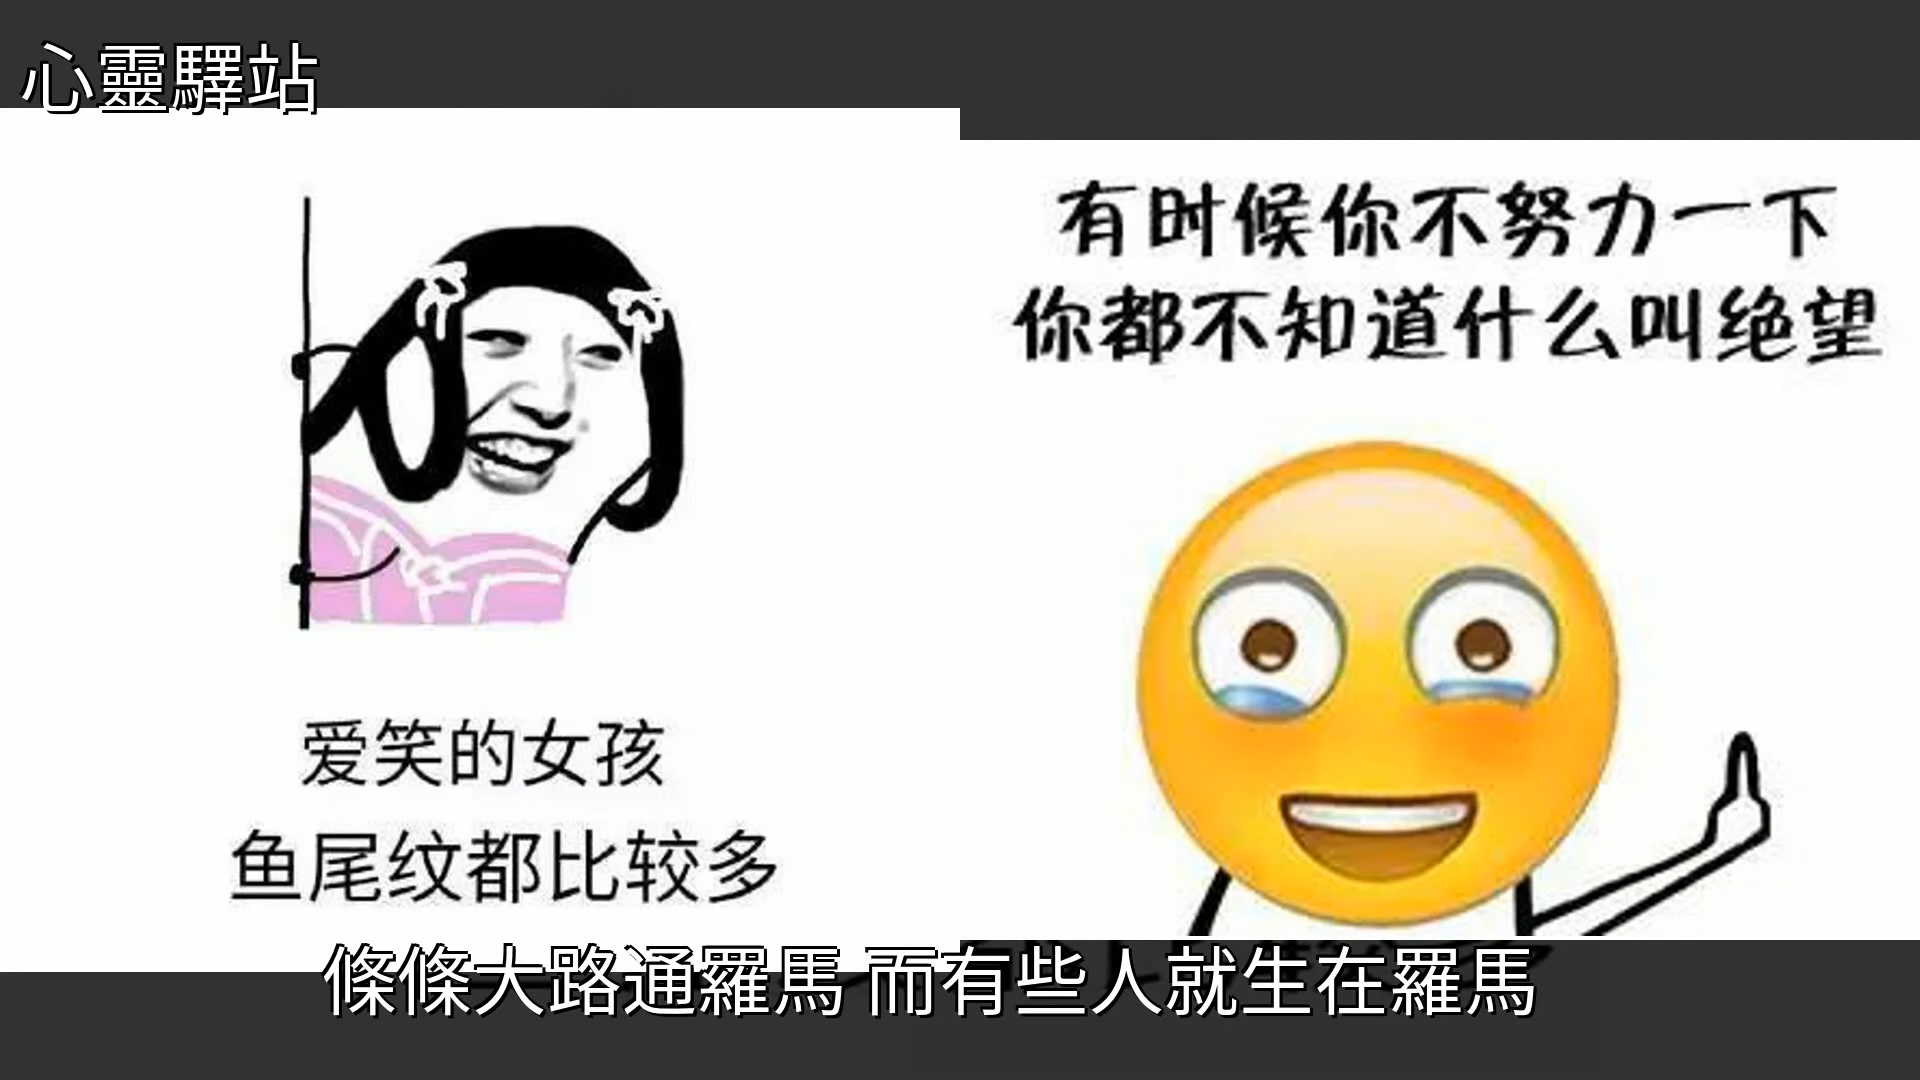 心靈驛站
有时候你不努力一下
你都不知道什么叫绝望
爱笑的女孩
鱼尾纹都比较多
條條大路通羅馬 而有些人就生在羅馬